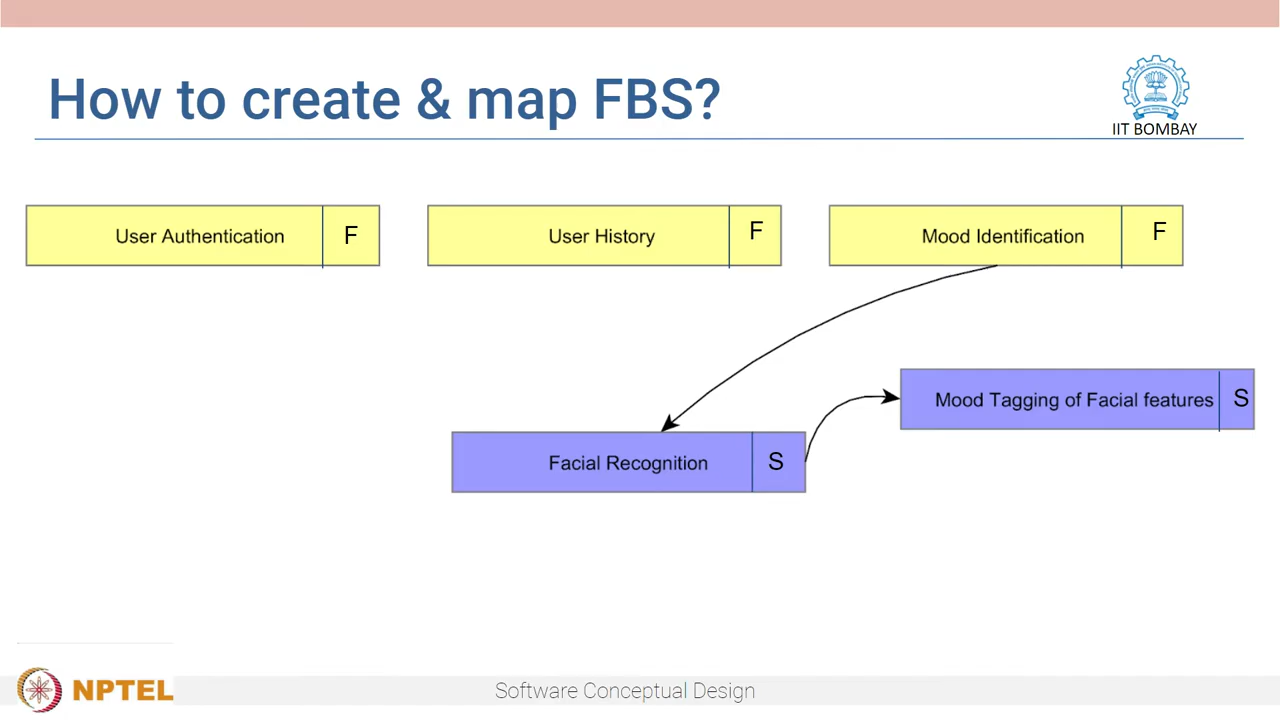 How to create & map FBS?
IIT BOMBAY
User Authentication F
User History F
Mood Identification F
Mood Tagging of Facial features S
Facial Recognition S
NPTEL
Software Conceptual Design